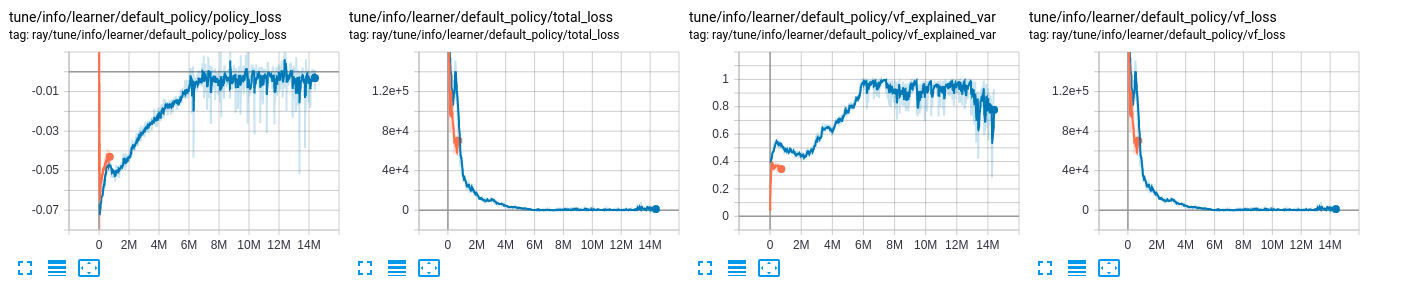 tune/info/learner/default_policy/policy_loss
tag: ray/tune/info/learner/default_policy/policy_loss
-0.01
-0.03
-0.05
-0.07
0 2M 4M 6M 8M 10M 12M 14M
tune/info/learner/default_policy/total_loss
tag: ray/tune/info/learner/default_policy/total_loss
1.2e+5
8e+4
4e+4
0
0 2M 4M 6M 8M 10M 12M 14M
tune/info/learner/default_policy/vf_explained_var
tag: ray/tune/info/learner/default_policy/vf_explained_var
1
0.8
0.6
0.4
0.2
0
0 2M 4M 6M 8M 10M 12M 14M
tune/info/learner/default_policy/vf_loss
tag: ray/tune/info/learner/default_policy/vf_loss
1.2e+5
8e+4
4e+4
0
0 2M 4M 6M 8M 10M 12M 14M